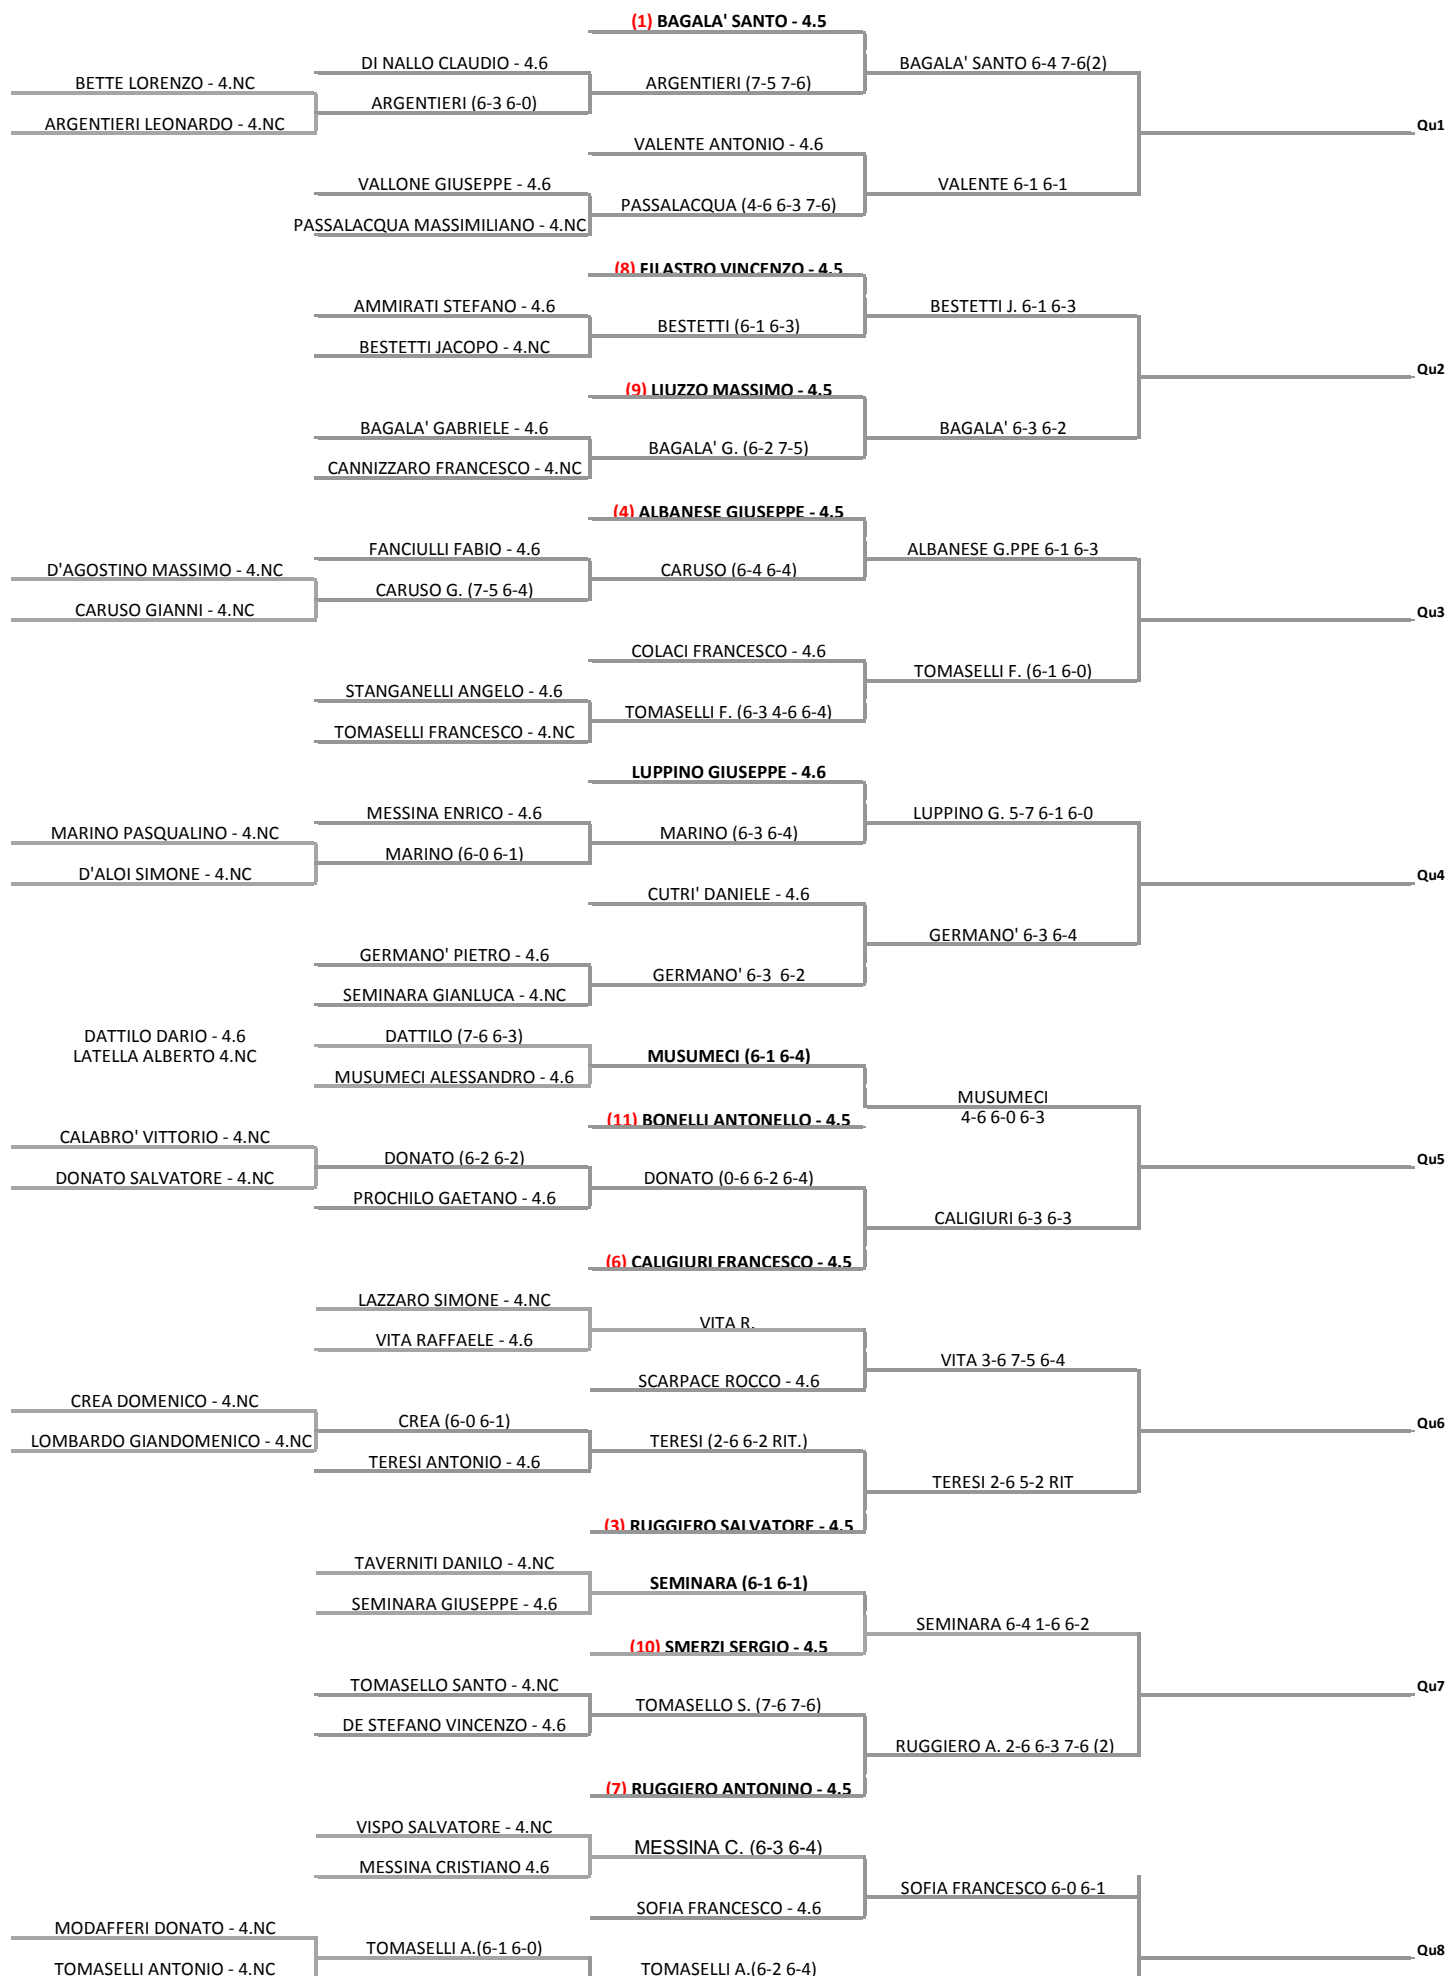 (1) BAGALA' SANTO - 4.5
DI NALLO CLAUDIO - 4.6
BAGALA' SANTO 6-4 7-6(2)
BETTE LORENZO - 4.NC
ARGENTIERI (7-5 7-6)
ARGENTIERI (6-3 6-0)
ARGENTIERI LEONARDO - 4.NC
Qu1
VALENTE ANTONIO - 4.6
VALLONE GIUSEPPE - 4.6
VALENTE 6-1 6-1
PASSALACQUA (4-6 6-3 7-6)
PASSALACQUA MASSIMILIANO - 4.NC
(8) FILASTRO VINCENZO - 4.5
AMMIRATI STEFANO - 4.6
BESTETTI J. 6-1 6-3
BESTETTI (6-1 6-3)
BESTETTI JACOPO - 4.NC
Qu2
(9) LIUZZO MASSIMO - 4.5
BAGALA' GABRIELE - 4.6
BAGALA' 6-3 6-2
BAGALA' G. (6-2 7-5)
CANNIZZARO FRANCESCO - 4.NC
(4) ALBANESE GIUSEPPE - 4.5
FANCIULLI FABIO - 4.6
ALBANESE G.PPE 6-1 6-3
D'AGOSTINO MASSIMO - 4.NC
CARUSO (6-4 6-4)
CARUSO G. (7-5 6-4)
CARUSO GIANNI - 4.NC
Qu3
COLACI FRANCESCO - 4.6
TOMASELLI F. (6-1 6-0)
STANGANELLI ANGELO - 4.6
TOMASELLI F. (6-3 4-6 6-4)
TOMASELLI FRANCESCO - 4.NC
LUPPINO GIUSEPPE - 4.6
MESSINA ENRICO - 4.6
LUPPINO G. 5-7 6-1 6-0
MARINO PASQUALINO - 4.NC
MARINO (6-3 6-4)
MARINO (6-0 6-1)
D'ALOI SIMONE - 4.NC
Qu4
CUTRI' DANIELE - 4.6
GERMANO' 6-3 6-4
GERMANO' PIETRO - 4.6
GERMANO' 6-3  6-2
SEMINARA GIANLUCA - 4.NC
DATTILO DARIO - 4.6
DATTILO (7-6 6-3)
LATELLA ALBERTO 4.NC
MUSUMECI (6-1 6-4)
MUSUMECI ALESSANDRO - 4.6
MUSUMECI
4-6 6-0 6-3
(11) BONELLI ANTONELLO - 4.5
CALABRO' VITTORIO - 4.NC
DONATO (6-2 6-2)
Qu5
DONATO SALVATORE - 4.NC
DONATO (0-6 6-2 6-4)
PROCHILO GAETANO - 4.6
CALIGIURI 6-3 6-3
(6) CALIGIURI FRANCESCO - 4.5
LAZZARO SIMONE - 4.NC
VITA R.
VITA RAFFAELE - 4.6
VITA 3-6 7-5 6-4
SCARPACE ROCCO - 4.6
CREA DOMENICO - 4.NC
CREA (6-0 6-1)
Qu6
LOMBARDO GIANDOMENICO - 4.NC
TERESI (2-6 6-2 RIT.)
TERESI ANTONIO - 4.6
TERESI 2-6 5-2 RIT
(3) RUGGIERO SALVATORE - 4.5
TAVERNITI DANILO - 4.NC
SEMINARA (6-1 6-1)
SEMINARA GIUSEPPE - 4.6
SEMINARA 6-4 1-6 6-2
(10) SMERZI SERGIO - 4.5
TOMASELLO SANTO - 4.NC
Qu7
TOMASELLO S. (7-6 7-6)
DE STEFANO VINCENZO - 4.6
RUGGIERO A. 2-6 6-3 7-6 (2)
(7) RUGGIERO ANTONINO - 4.5
VISPO SALVATORE - 4.NC
MESSINA C. (6-3 6-4)
MESSINA CRISTIANO 4.6
SOFIA FRANCESCO 6-0 6-1
SOFIA FRANCESCO - 4.6
MODAFFERI DONATO - 4.NC
TOMASELLI A.(6-1 6-0)
Qu8
TOMASELLI ANTONIO - 4.NC
TOMASELLI A.(6-2 6-4)